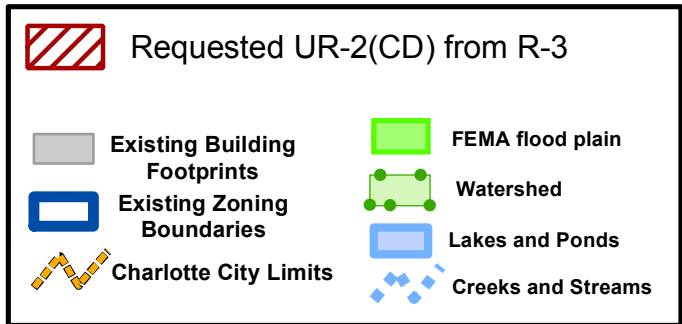 Requested UR-2(CD) from R-3
Existing Building
Footprints
Existing Zoning
Boundaries
Charlotte City Limits
FEMA flood plain
Watershed
Lakes and Ponds
Creeks and Streams